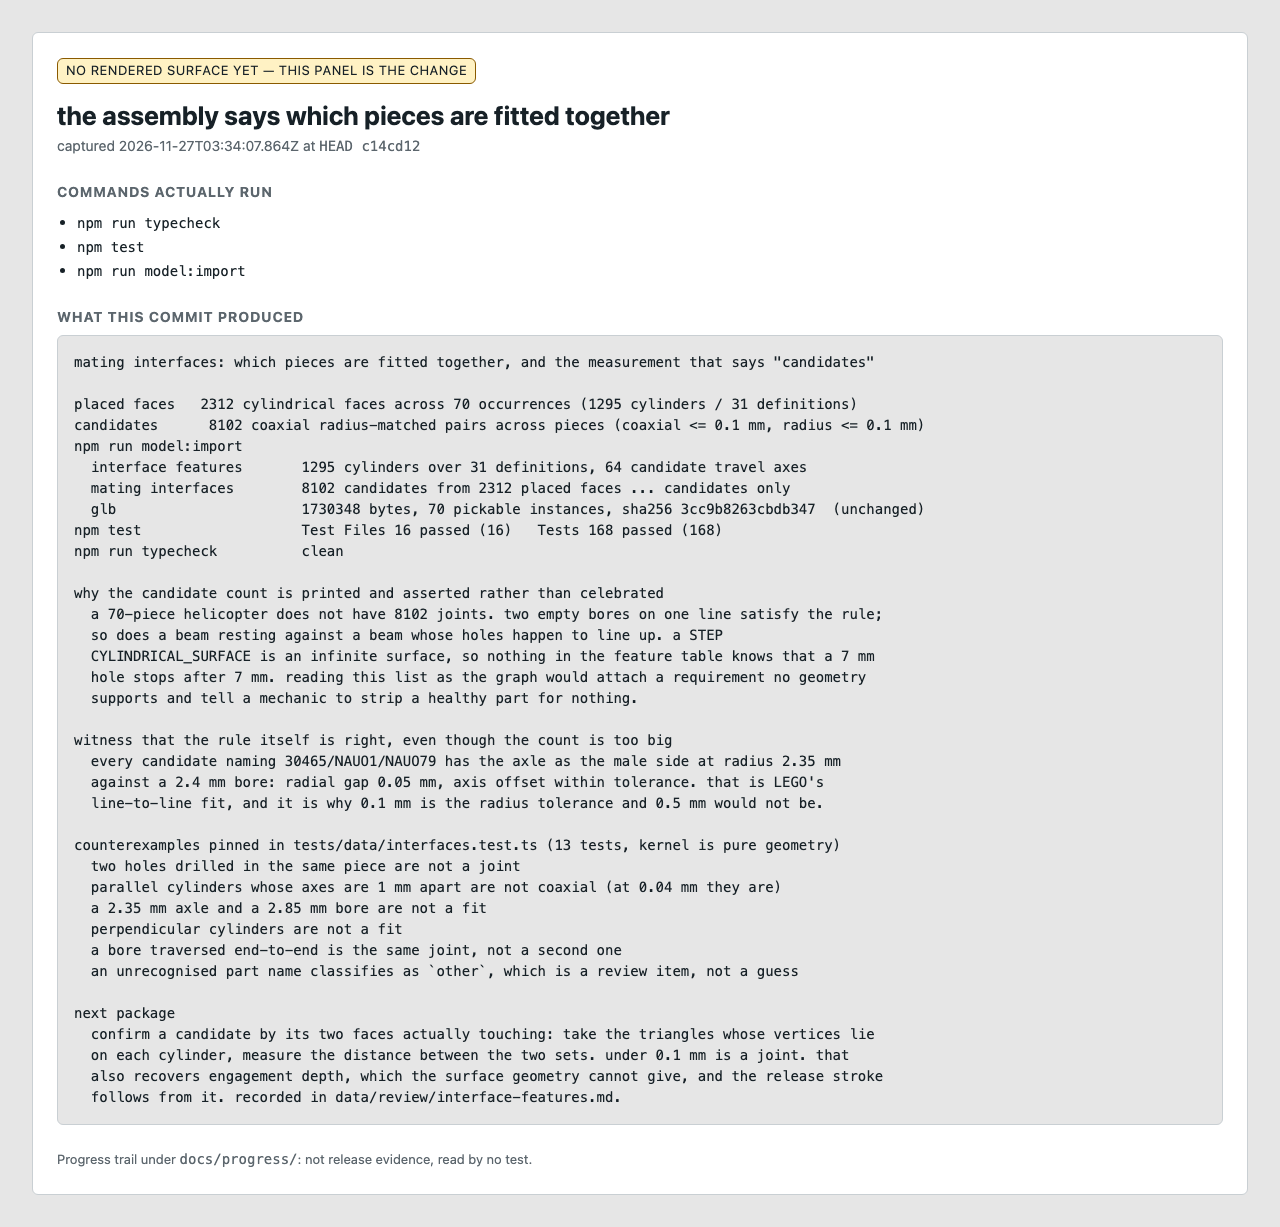 NO RENDERED SURFACE YET — THIS PANEL IS THE CHANGE
the assembly says which pieces are fitted together
captured 2026-11-27T03:34:07.864Z at HEAD c14cd12
COMMANDS ACTUALLY RUN
• npm run typecheck
• npm test
• npm run model:import
WHAT THIS COMMIT PRODUCED
mating interfaces: which pieces are fitted together, and the measurement that says "candidates"
placed faces   2312 cylindrical faces across 70 occurrences (1295 cylinders / 31 definitions)
candidates      8102 coaxial radius-matched pairs across pieces (coaxial <= 0.1 mm, radius <= 0.1 mm)
npm run model:import
  interface features       1295 cylinders over 31 definitions, 64 candidate travel axes
  mating interfaces        8102 candidates from 2312 placed faces ... candidates only
  glb                      1730348 bytes, 70 pickable instances, sha256 3cc9b8263cbdb347  (unchanged)
npm test                   Test Files 16 passed (16)   Tests 168 passed (168)
npm run typecheck          clean
why the candidate count is printed and asserted rather than celebrated
  a 70-piece helicopter does not have 8102 joints. two empty bores on one line satisfy the rule;
  so does a beam resting against a beam whose holes happen to line up. a STEP
  CYLINDRICAL_SURFACE is an infinite surface, so nothing in the feature table knows that a 7 mm
  hole stops after 7 mm. reading this list as the graph would attach a requirement no geometry
  supports and tell a mechanic to strip a healthy part for nothing.
witness that the rule itself is right, even though the count is too big
  every candidate naming 30465/NAUO1/NAUO79 has the axle as the male side at radius 2.35 mm
  against a 2.4 mm bore: radial gap 0.05 mm, axis offset within tolerance. that is LEGO's
  line-to-line fit, and it is why 0.1 mm is the radius tolerance and 0.5 mm would not be.
counterexamples pinned in tests/data/interfaces.test.ts (13 tests, kernel is pure geometry)
  two holes drilled in the same piece are not a joint
  parallel cylinders whose axes are 1 mm apart are not coaxial (at 0.04 mm they are)
  a 2.35 mm axle and a 2.85 mm bore are not a fit
  perpendicular cylinders are not a fit
  a bore traversed end-to-end is the same joint, not a second one
  an unrecognised part name classifies as `other`, which is a review item, not a guess
next package
  confirm a candidate by its two faces actually touching: take the triangles whose vertices lie
  on each cylinder, measure the distance between the two sets. under 0.1 mm is a joint. that
  also recovers engagement depth, which the surface geometry cannot give, and the release stroke
  follows from it. recorded in data/review/interface-features.md.
Progress trail under docs/progress/: not release evidence, read by no test.